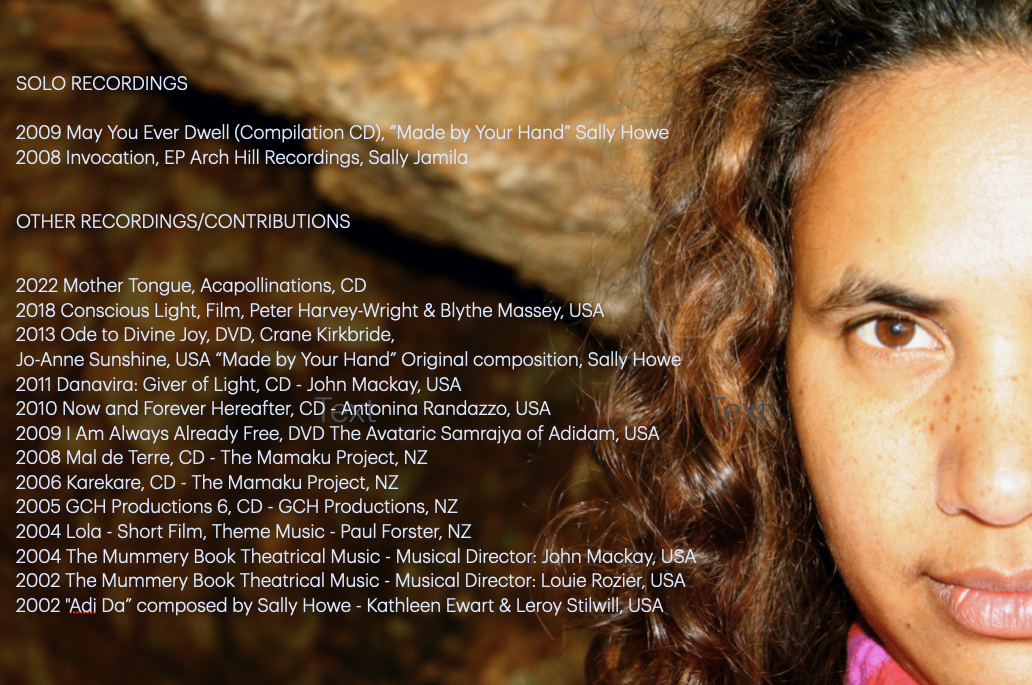 SOLO RECORDINGS
2009 May You Ever Dwell (Compilation CD), “Made by Your Hand” Sally Howe
2008 Invocation, EP Arch Hill Recordings, Sally Jamila
OTHER RECORDINGS/CONTRIBUTIONS
2022 Mother Tongue, Acapollinations, CD
2018 Conscious Light, Film, Peter Harvey-Wright & Blythe Massey, USA
2013 Ode to Divine Joy, DVD, Crane Kirkbride,
Jo-Anne Sunshine, USA “Made by Your Hand” Original composition, Sally Howe
2011 Danavira: Giver of Light, CD - John Mackay, USA
2010 Now and Forever Hereafter, CD - Antonina Randazzo, USA
Text
Text
2009 I Am Always Already Free, DVD The Avataric Samrajya of Adidam, USA
2008 Mal de Terre, CD - The Mamaku Project, NZ
2006 Karekare, CD - The Mamaku Project, NZ
2005 GCH Productions 6, CD - GCH Productions, NZ
2004 Lola - Short Film, Theme Music - Paul Forster, NZ
2004 The Mummery Book Theatrical Music - Musical Director: John Mackay, USA
2002 The Mummery Book Theatrical Music - Musical Director: Louie Rozier, USA
2002 "Adi Da” composed by Sally Howe - Kathleen Ewart & Leroy Stilwill, USA